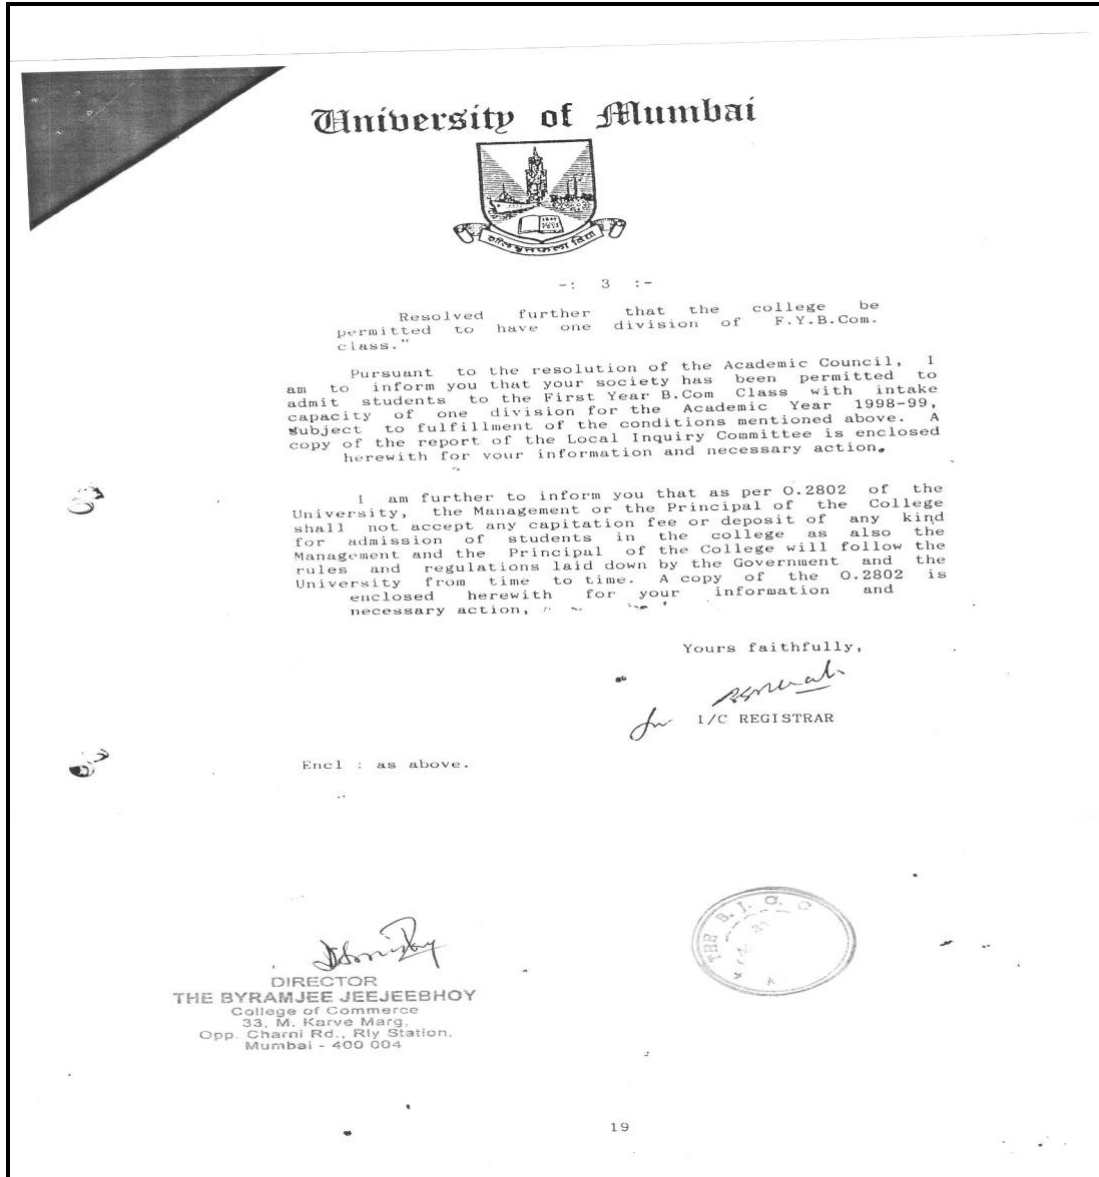 University of Mumbai
-: 3 :-
Resolved further that the college be
permitted to have one division of F.Y.B.Com.
class."
Pursuant to the resolution of the Academic Council, I
am to inform you that your society has been permitted to
admit students to the First Year B.Com Class with intake
capacity of one division for the Academic Year 1998-99,
subject to fulfillment of the conditions mentioned above. A
copy of the report of the Local Inquiry Committee is enclosed
herewith for your information and necessary action.
I am further to inform you that as per O.2802 of the
University, the Management or the Principal of the College
shall not accept any capitation fee or deposit of any kind
for admission of students in the college as also the
Management and the Principal of the College will follow the
rules and regulations laid down by the Government and the
University from time to time. A copy of the O.2802 is
enclosed herewith for your information and
necessary action,
Yours faithfully,
for I/C REGISTRAR
Encl : as above.
THE B. J. C. C
DIRECTOR
THE BYRAMJEE JEEJEEBHOY
College of Commerce
33, M. Karve Marg,
Opp. Charni Rd., Rly Station,
Mumbai - 400 004
19